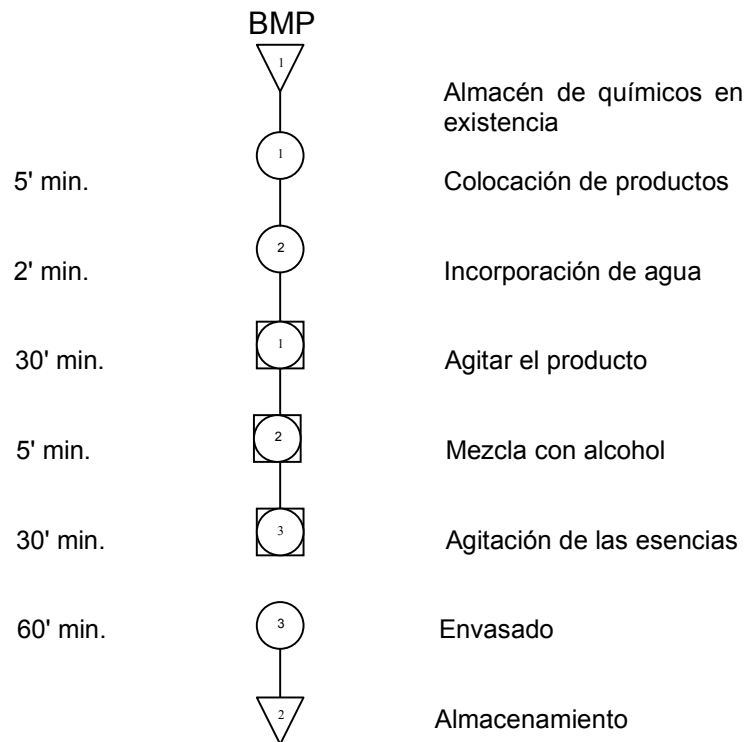 BMP
1
Almacén de químicos en
existencia
1
5' min.
Colocación de productos
2
2' min.
Incorporación de agua
1
30' min.
Agitar el producto
2
5' min.
Mezcla con alcohol
3
30' min.
Agitación de las esencias
3
60' min.
Envasado
2
Almacenamiento